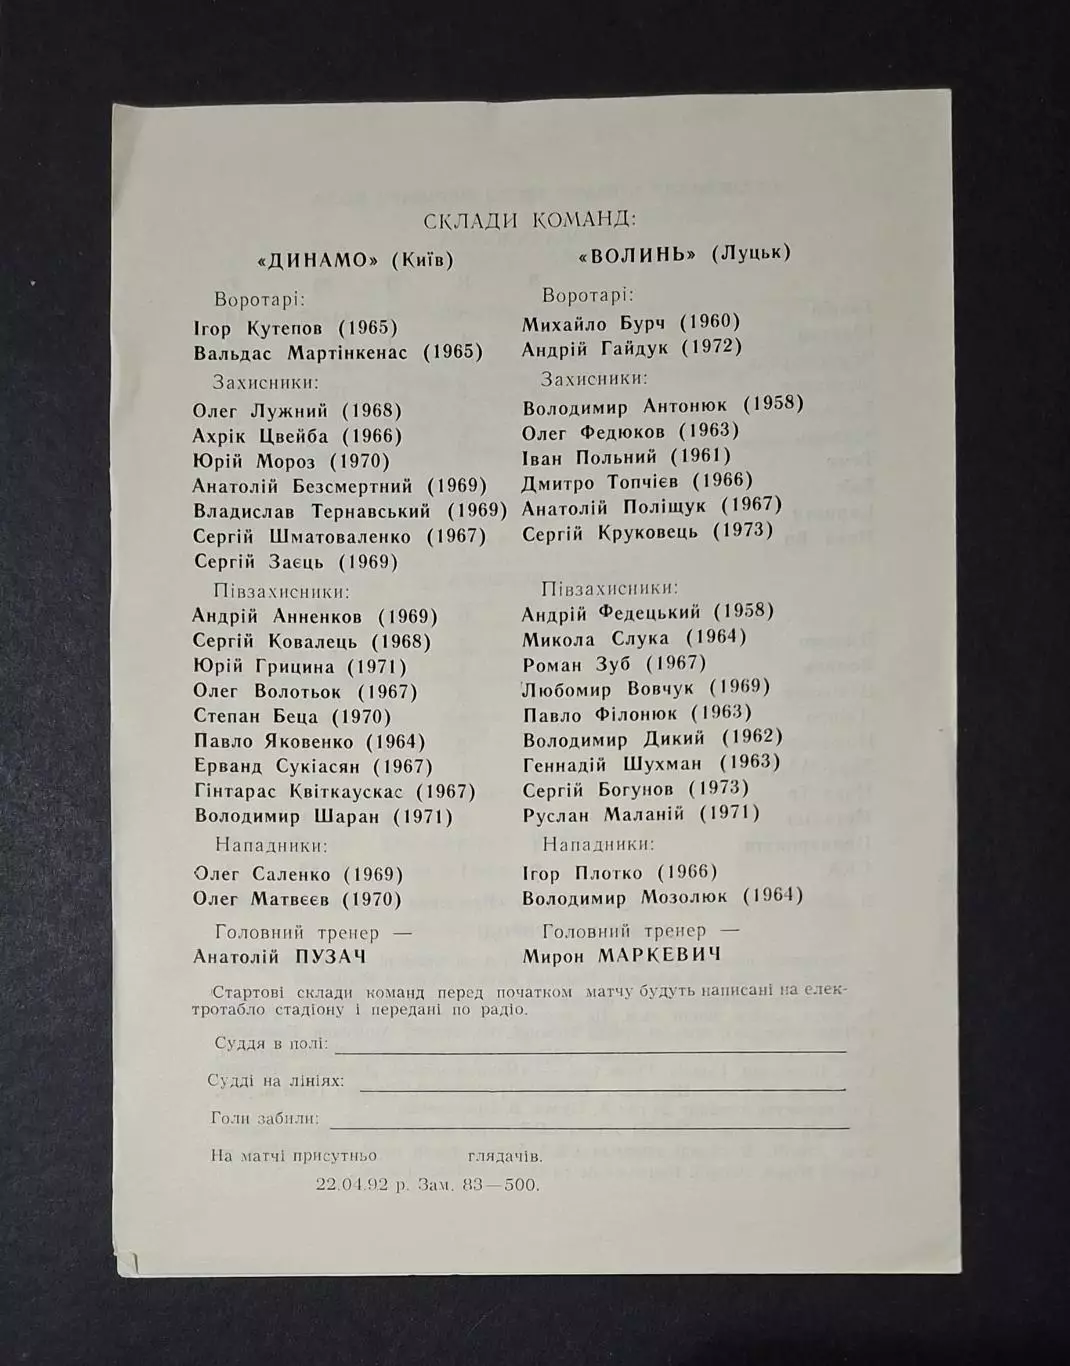 СКЛАДИ КОМАНД:
«ДИНАМО» (Київ)
Воротарі:
Ігор Кутепов (1965)
Вальдас Мартінкенас (1965)
Захисники:
Олег Лужний (1968)
Ахрік Цвейба (1966)
Юрій Мороз (1970)
Анатолій Безсмертний (1969)
Владислав Тернавський (1969)
Сергій Шматоваленко (1967)
Сергій Заєць (1969)
Півзахисники:
Андрій Анненков (1969)
Сергій Ковалець (1968)
Юрій Грицина (1971)
Олег Волотьок (1967)
Степан Беца (1970)
Павло Яковенко (1964)
Ерванд Сукіасян (1967)
Гінтарас Квіткаускас (1967)
Володимир Шаран (1971)
Нападники:
Олег Саленко (1969)
Олег Матвєєв (1970)
Головний тренер —
Анатолій ПУЗАЧ
«ВОЛИНЬ» (Луцьк)
Воротарі:
Михайло Бурч (1960)
Андрій Гайдук (1972)
Захисники:
Володимир Антонюк (1958)
Олег Федюков (1963)
Іван Польний (1961)
Дмитро Топчієв (1966)
Анатолій Поліщук (1967)
Сергій Круковець (1973)
Півзахисники:
Андрій Федецький (1958)
Микола Слука (1964)
Роман Зуб (1967)
Любомир Вовчук (1969)
Павло Філонюк (1963)
Володимир Дикий (1962)
Геннадій Шухман (1963)
Сергій Богунов (1973)
Руслан Маланій (1971)
Нападники:
Ігор Плотко (1966)
Володимир Мозолюк (1964)
Головний тренер —
Мирон МАРКЕВИЧ
Стартові склади команд перед початком матчу будуть написані на елек-
тротабло стадіону і передані по радіо.
Суддя в полі:
Судді на лініях:
Голи забили:
На матчі присутньо глядачів.
22.04.92 р. Зам. 83—500.